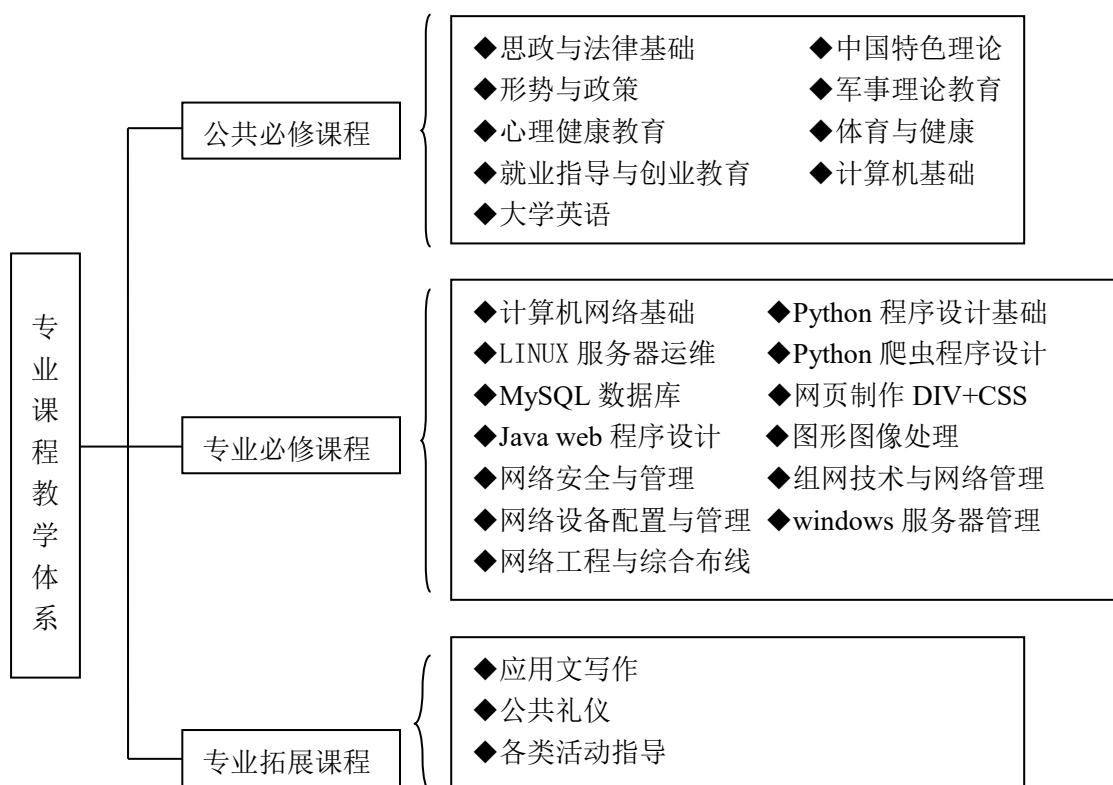 专业课程教学体系
公共必修课程
◆思政与法律基础 ◆中国特色理论
◆形势与政策 ◆军事理论教育
◆心理健康教育 ◆体育与健康
◆就业指导与创业教育 ◆计算机基础
◆大学英语
专业必修课程
◆计算机网络基础 ◆Python 程序设计基础
◆LINUX 服务器运维 ◆Python 爬虫程序设计
◆MySQL 数据库 ◆网页制作 DIV+CSS
◆Java web 程序设计 ◆图形图像处理
◆网络安全与管理 ◆组网技术与网络管理
◆网络设备配置与管理 ◆windows 服务器管理
◆网络工程与综合布线
专业拓展课程
◆应用文写作
◆公共礼仪
◆各类活动指导